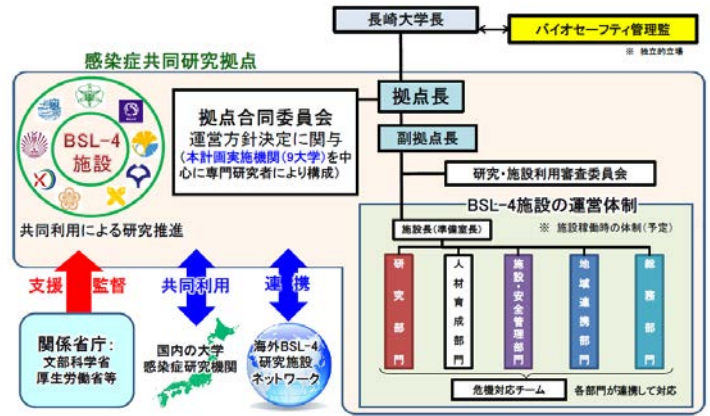 長崎大学長
バイオセーフティ管理監
※ 独立的立場
感染症共同研究拠点
BSL-4
施設
共同利用による研究推進
拠点合同委員会
運営方針決定に関与
(本計画実施機関(9大学)を中
心に専門研究者により構成)
拠点長
副拠点長
研究・施設利用審査委員会
BSL-4施設の運営体制
施設長(準備室長)
※ 施設稼働時の体制(予定)
研究部門
人材育成部門
施設・安全管理部門
地域連携部門
総務部門
危機対応チーム
各部門が連携して対応
支援 監督
共同利用
連携
関係省庁:
文部科学省
厚生労働省等
国内の大学
感染症研究機関
海外BSL-4
研究施設
ネットワーク